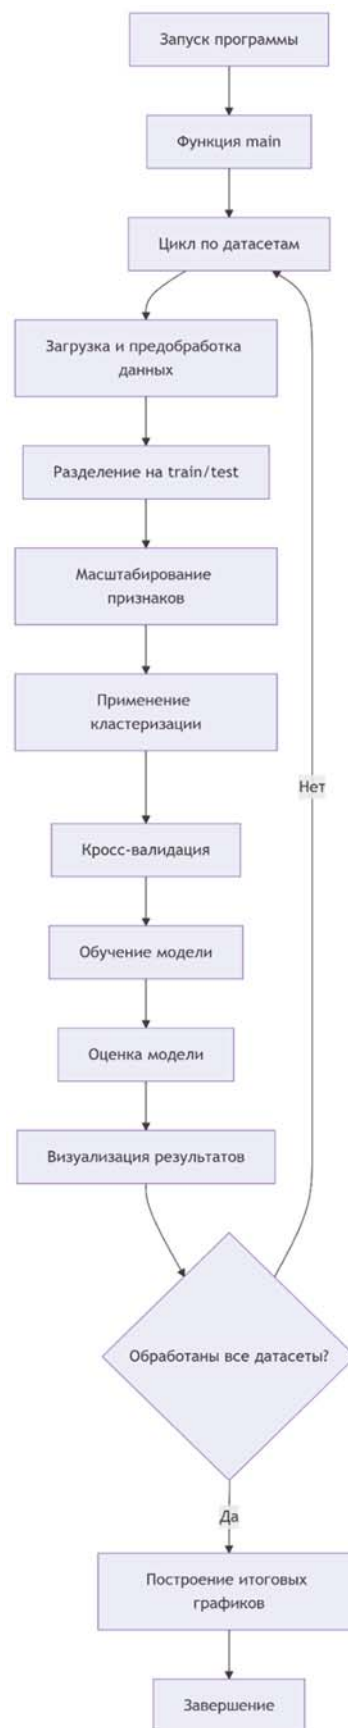 Запуск программы
Функция main
Цикл по датасетам
Загрузка и предобработка
данных
Разделение на train/test
Масштабирование
признаков
Применение
кластеризации
Нет
Кросс-валидация
Обучение модели
Оценка модели
Визуализация результатов
Обработаны все датасеты?
Да
Построение итоговых
графиков
Завершение